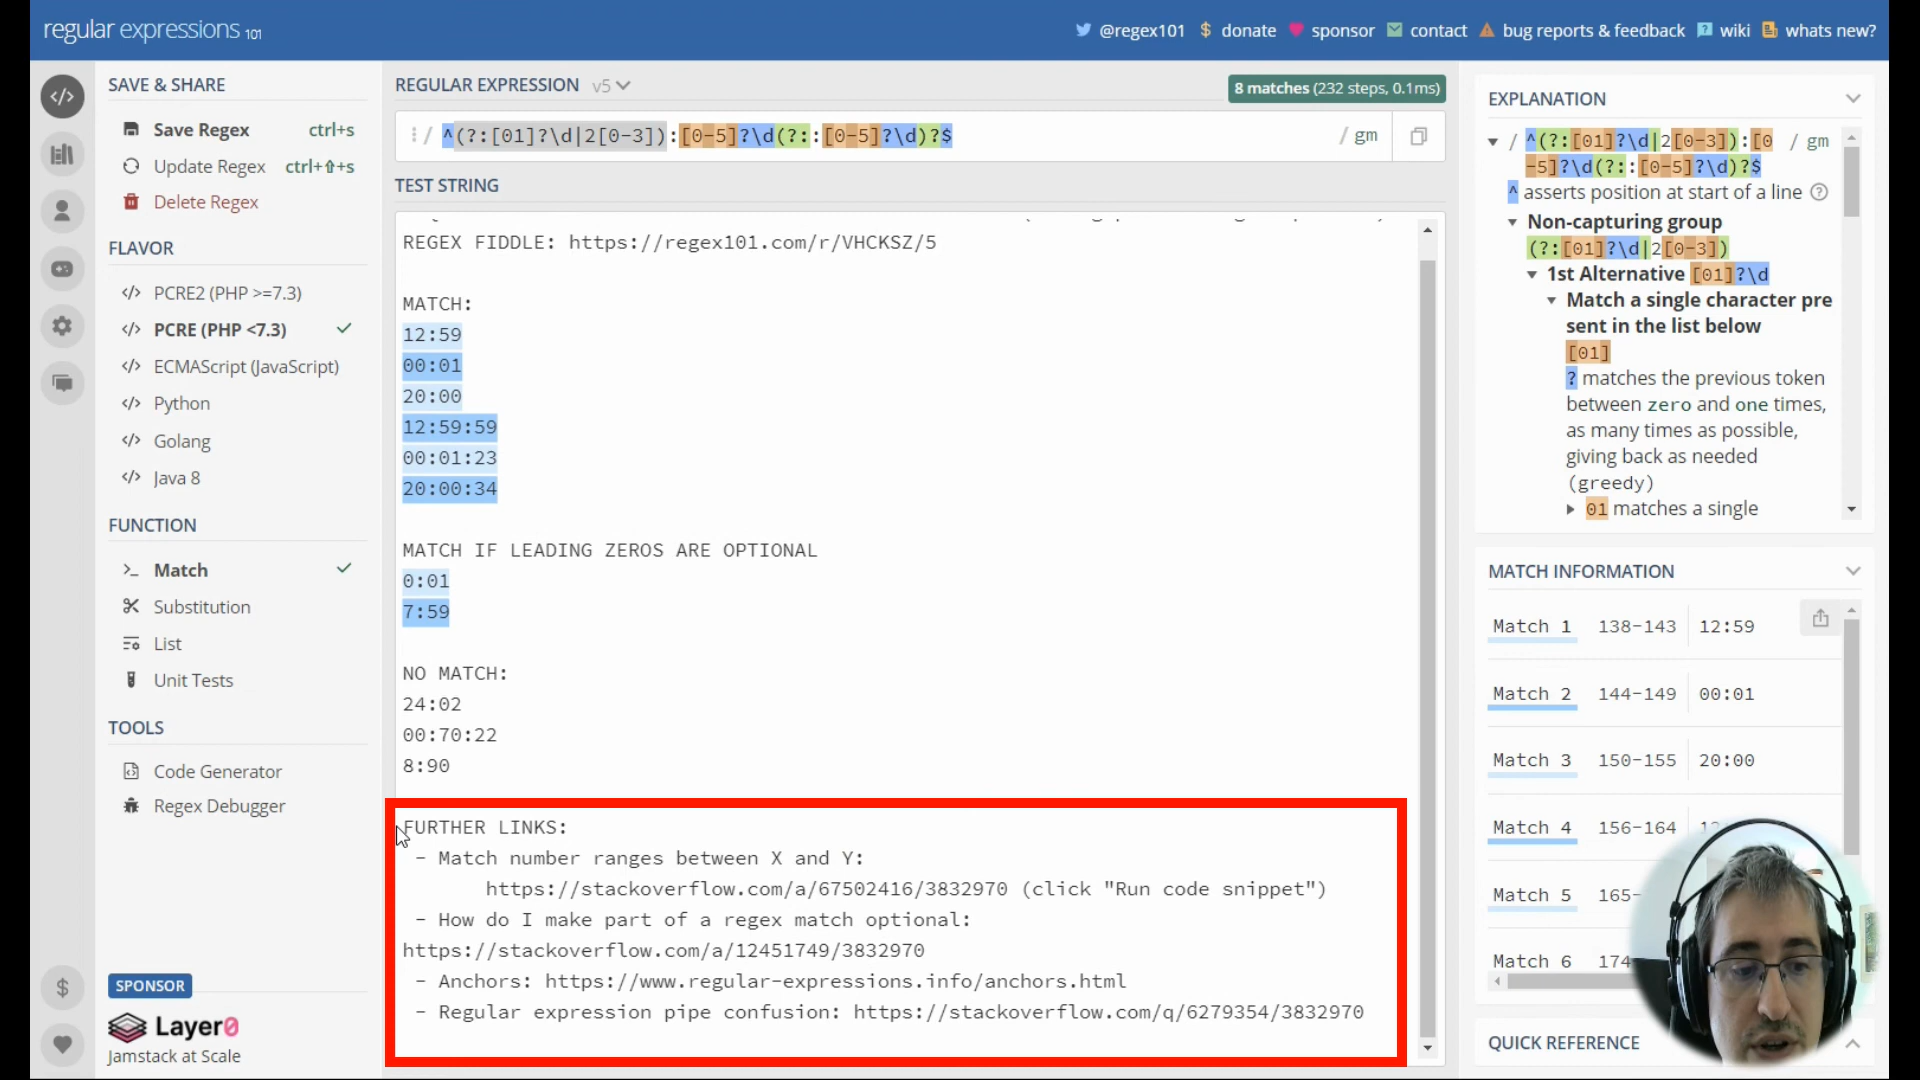 regular expressions 101
@regex101
donate
sponsor
contact
bug reports & feedback
wiki
whats new?
SAVE & SHARE
Save Regex ctrl+s
Update Regex ctrl+⇧+s
Delete Regex
FLAVOR
</> PCRE2 (PHP >=7.3)
</> PCRE (PHP <7.3)
</> ECMAScript (JavaScript)
</> Python
</> Golang
</> Java 8
FUNCTION
Match
Substitution
List
Unit Tests
TOOLS
Code Generator
Regex Debugger
SPONSOR
Layer0
Jamstack at Scale
REGULAR EXPRESSION v5
8 matches (232 steps, 0.1ms)
/ ^(?:[01]?\d|2[0-3]):[0-5]?\d(?::[0-5]?\d)?$ / gm
TEST STRING
REGEX FIDDLE: https://regex101.com/r/VHCKSZ/5
MATCH:
12:59
00:01
20:00
12:59:59
00:01:23
20:00:34
MATCH IF LEADING ZEROS ARE OPTIONAL
0:01
7:59
NO MATCH:
24:02
00:70:22
8:90
FURTHER LINKS:
- Match number ranges between X and Y:
https://stackoverflow.com/a/67502416/3832970 (click "Run code snippet")
- How do I make part of a regex match optional:
https://stackoverflow.com/a/12451749/3832970
- Anchors: https://www.regular-expressions.info/anchors.html
- Regular expression pipe confusion: https://stackoverflow.com/q/6279354/3832970
EXPLANATION
/ ^(?:[01]?\d|2[0-3]):[0 / gm
-5]?\d(?::[0-5]?\d)?$
^ asserts position at start of a line
Non-capturing group
(?:[01]?\d|2[0-3])
1st Alternative [01]?\d
Match a single character pre
sent in the list below
[01]
? matches the previous token
between zero and one times,
as many times as possible,
giving back as needed
(greedy)
01 matches a single
MATCH INFORMATION
Match 1 138-143 12:59
Match 2 144-149 00:01
Match 3 150-155 20:00
Match 4 156-164
Match 5 165-
Match 6 174
QUICK REFERENCE